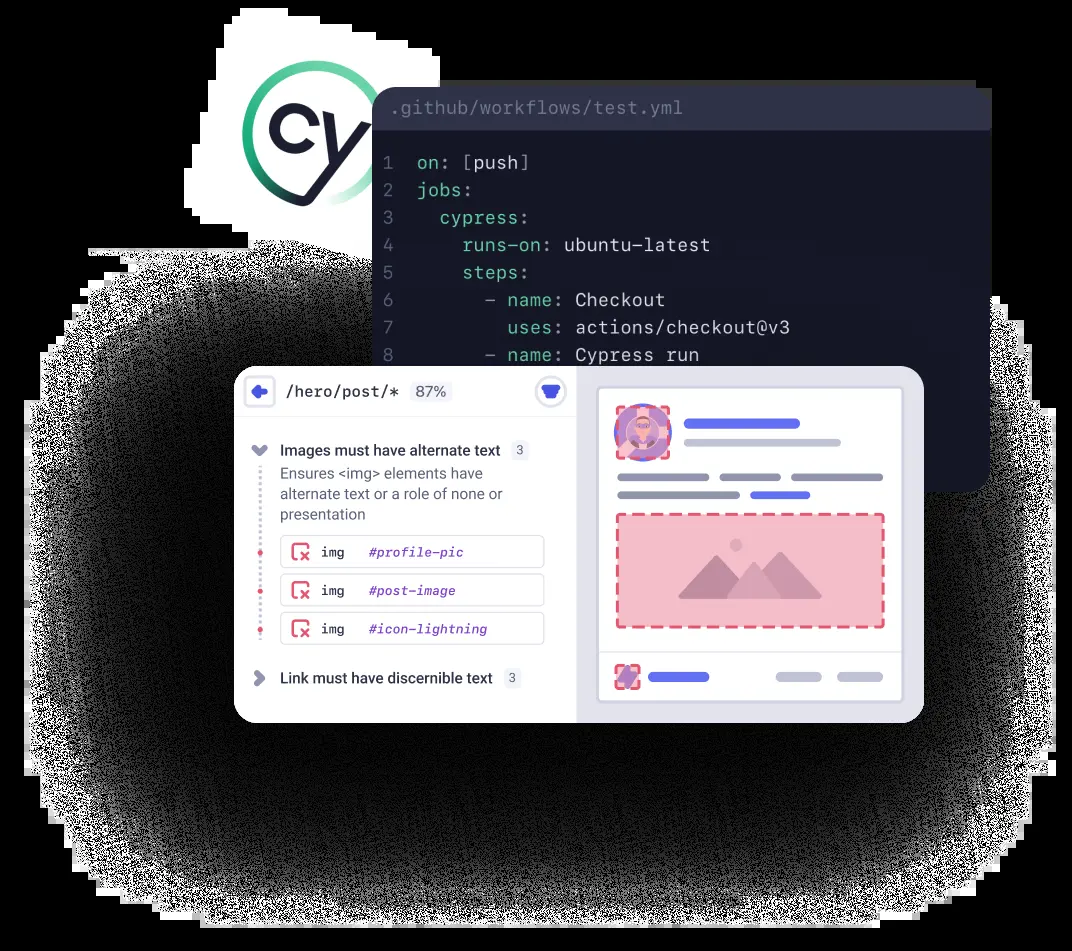 cy
.github/workflows/test.yml
1 on: [push]
2 jobs:
3 cypress:
4 runs-on: ubuntu-latest
5 steps:
6 - name: Checkout
7 uses: actions/checkout@v3
8 - name: Cypress run
/hero/post/* 87%
Images must have alternate text 3
Ensures <img> elements have
alternate text or a role of none or
presentation
img #profile-pic
img #post-image
img #icon-lightning
Link must have discernible text 3